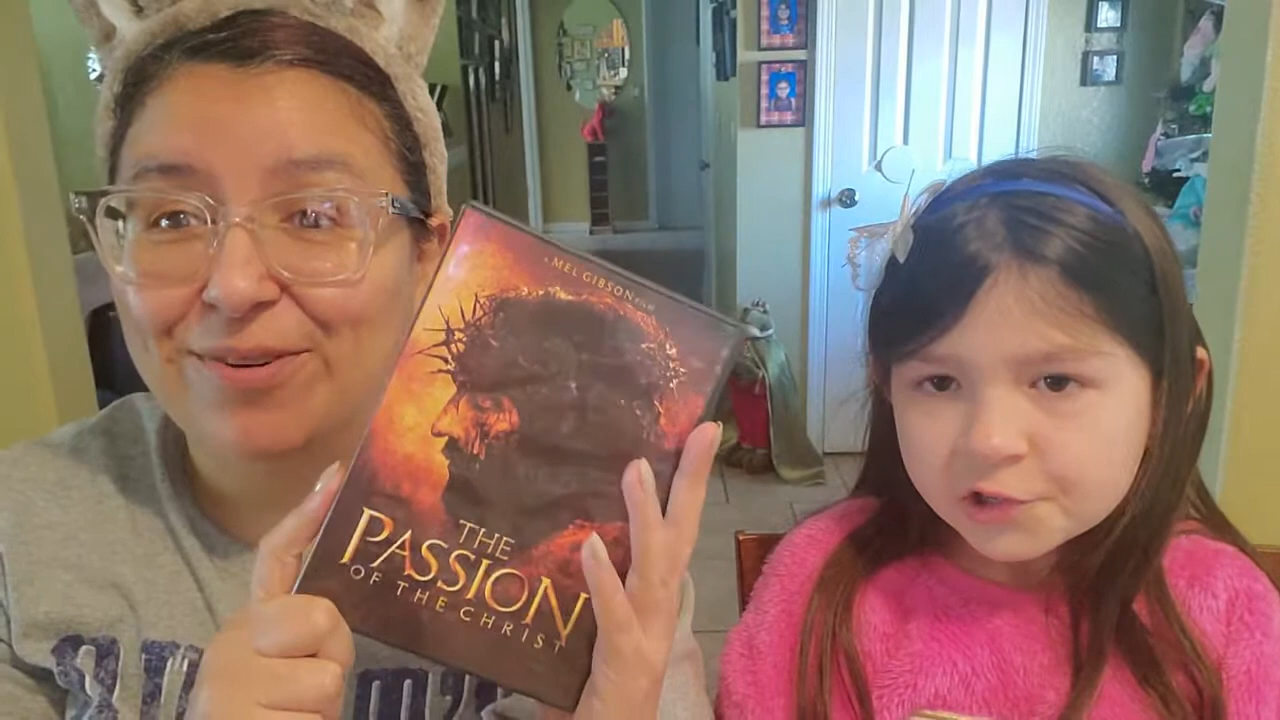 A MEL GIBSON FILM
THE
PASSION
OF THE CHRIST